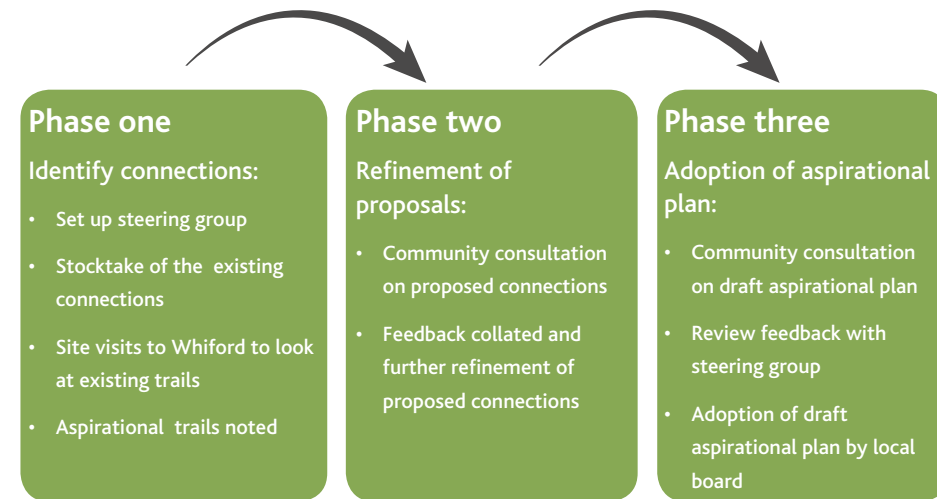 Phase one
Identify connections:
• Set up steering group
• Stocktake of the existing
connections
• Site visits to Whiford to look
at existing trails
• Aspirational trails noted
Phase two
Refinement of
proposals:
• Community consultation
on proposed connections
• Feedback collated and
further refinement of
proposed connections
Phase three
Adoption of aspirational
plan:
• Community consultation
on draft aspirational plan
• Review feedback with
steering group
• Adoption of draft
aspirational plan by local
board